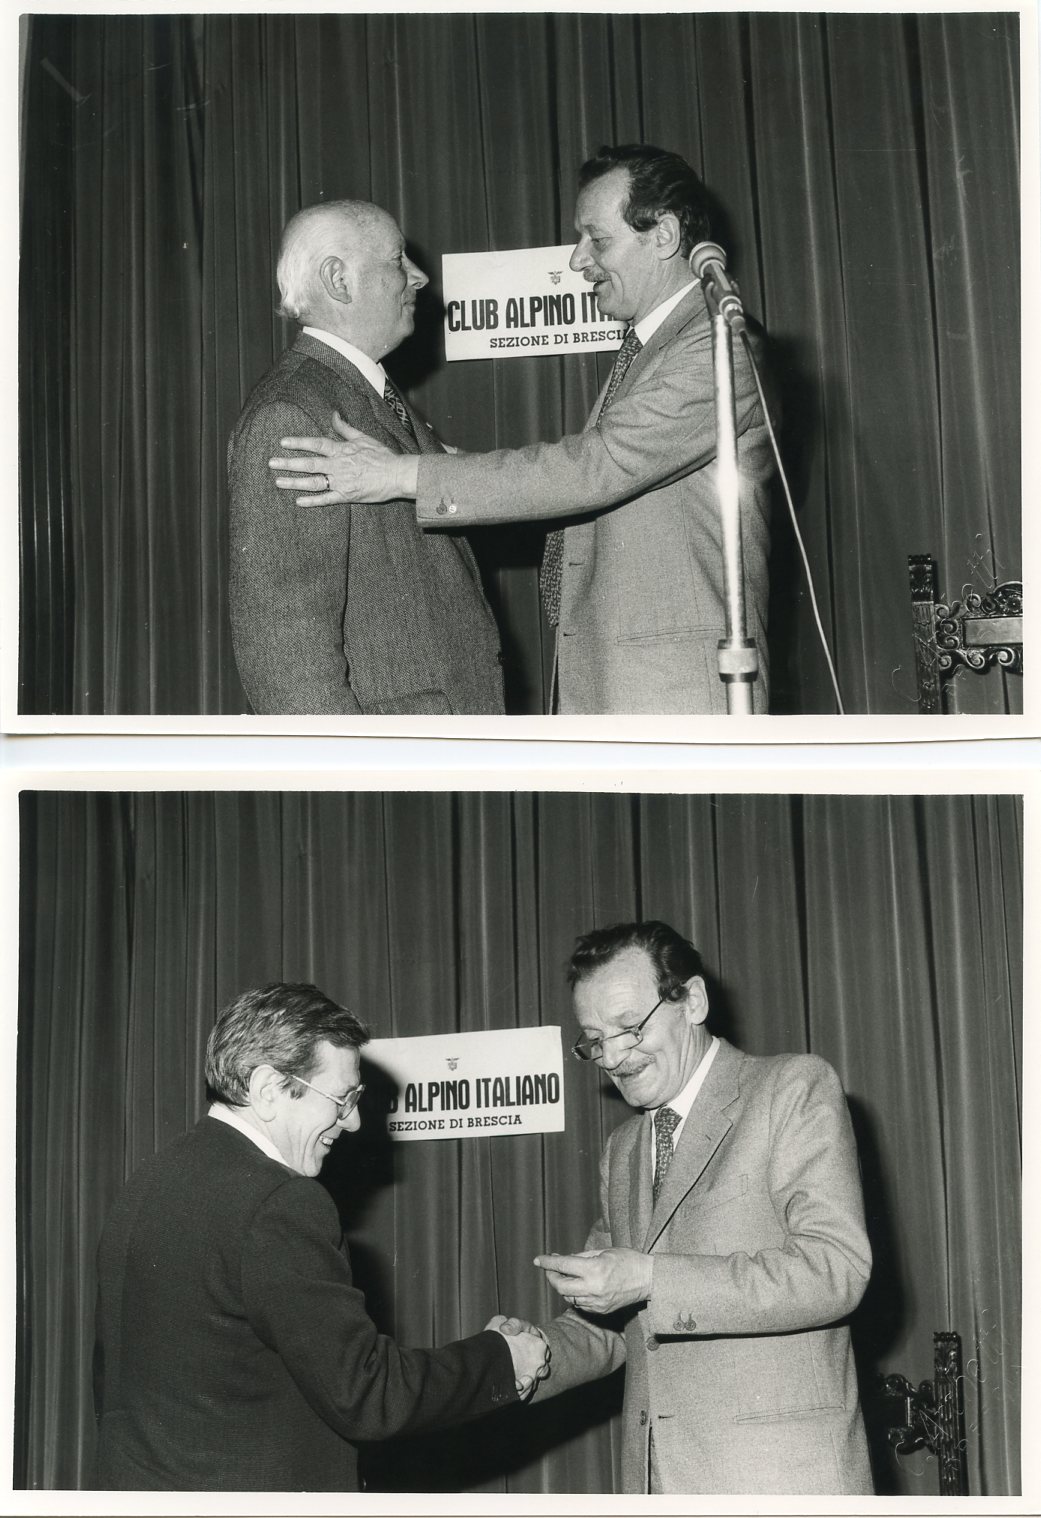 CLUB ALPINO ITA
SEZIONE DI BRESCIA
B ALPINO ITALIANO
SEZIONE DI BRESCIA